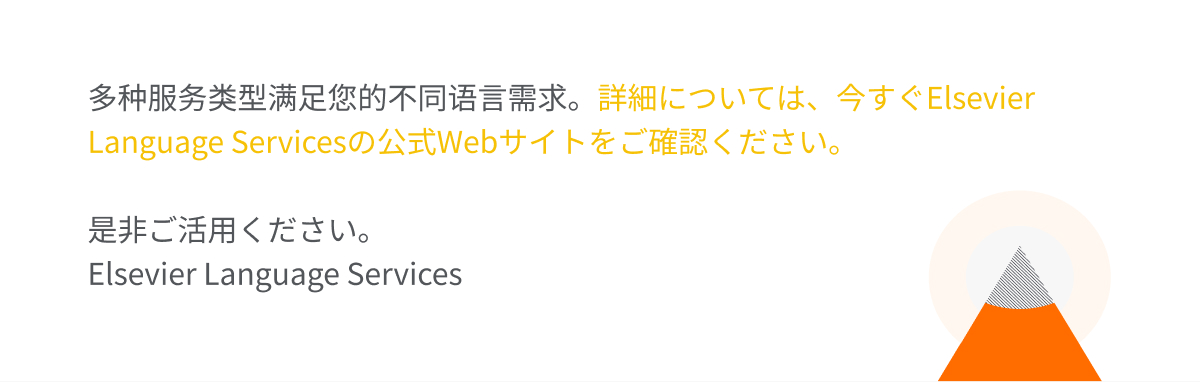 多种服务类型满足您的不同语言需求。詳細については、今すぐElsevier
Language Servicesの公式Webサイトをご確認ください。
是非ご活用ください。
Elsevier Language Services